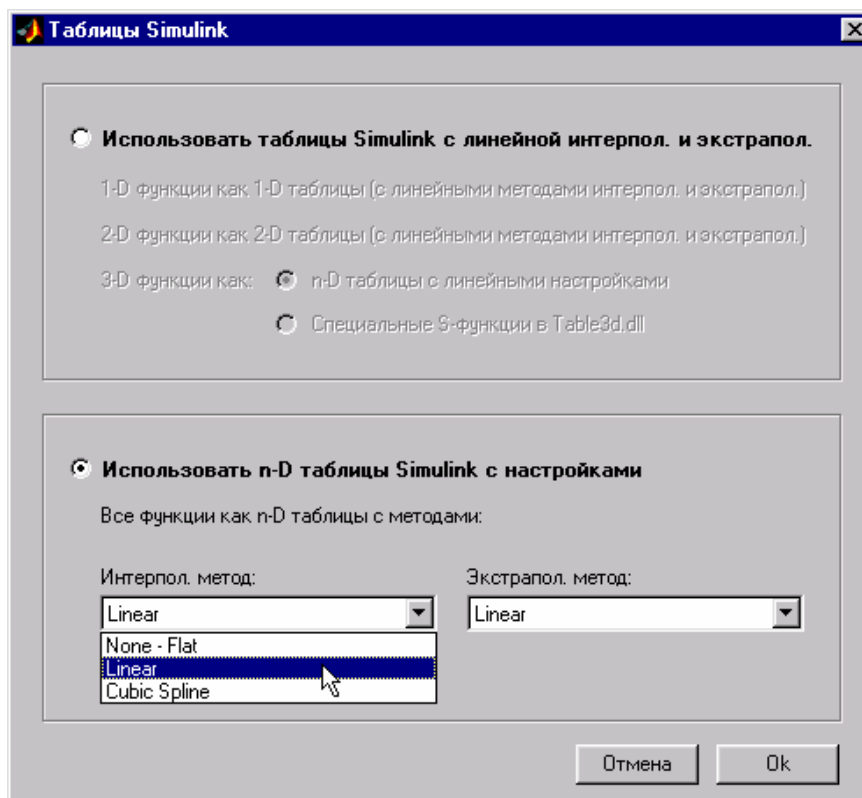 Таблицы Simulink
Использовать таблицы Simulink с линейной интерпол. и экстрапол.
1-D функции как 1-D таблицы (с линейными методами интерпол. и экстрапол.)
2-D функции как 2-D таблицы (с линейными методами интерпол. и экстрапол.)
3-D функции как: n-D таблицы с линейными настройками
Специальные S-функции в Table3d.dll
Использовать n-D таблицы Simulink с настройками
Все функции как n-D таблицы с методами:
Интерпол. метод: Экстрапол. метод:
Linear Linear
None - Flat
Linear
Cubic Spline
Отмена Ok